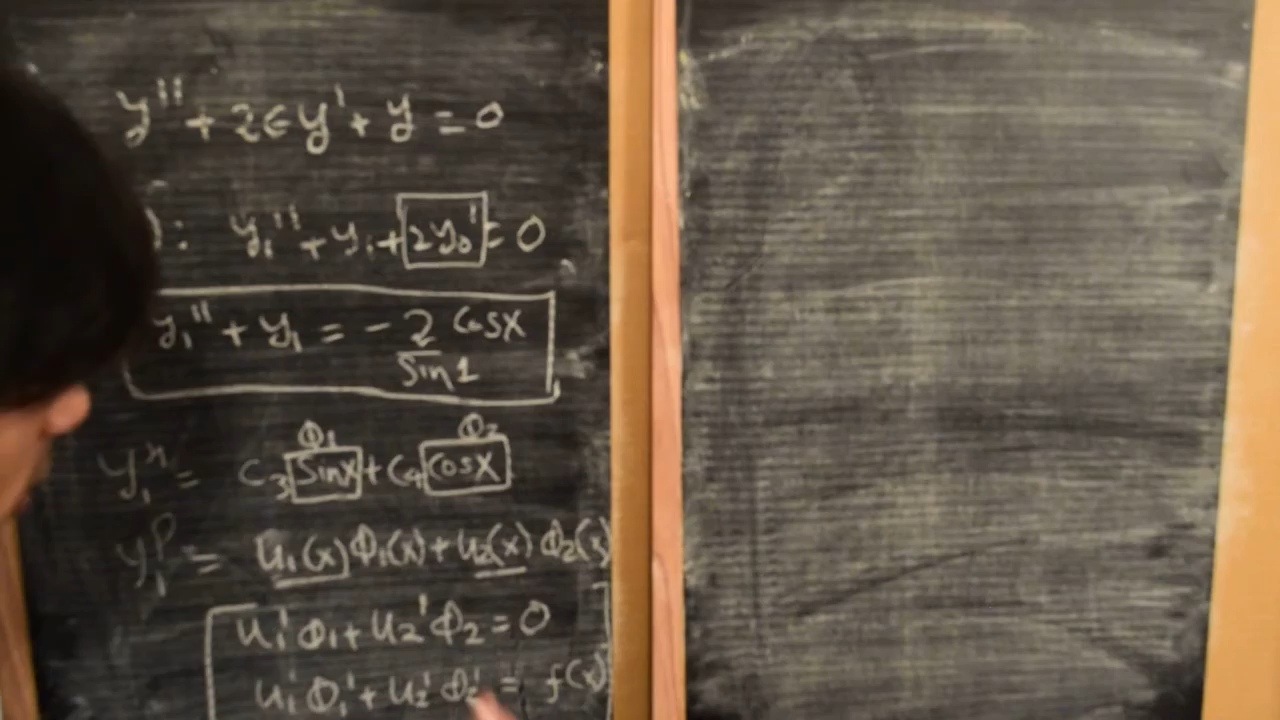 y'' + 2ϵy' + y = 0
): y₁'' + y₁ + 2y₀' = 0
y₁'' + y₁ = - 2 cosx
sin1
Φ₁ Φ₂
y₁ʰ = c₃ sinx + c₄ cosx
y₁ᵖ = u₁(x) Φ₁(x) + u₂(x) Φ₂(x)
u₁'Φ₁ + u₂'Φ₂ = 0
u₁'Φ₁' + u₂'Φ₂' = f(x)